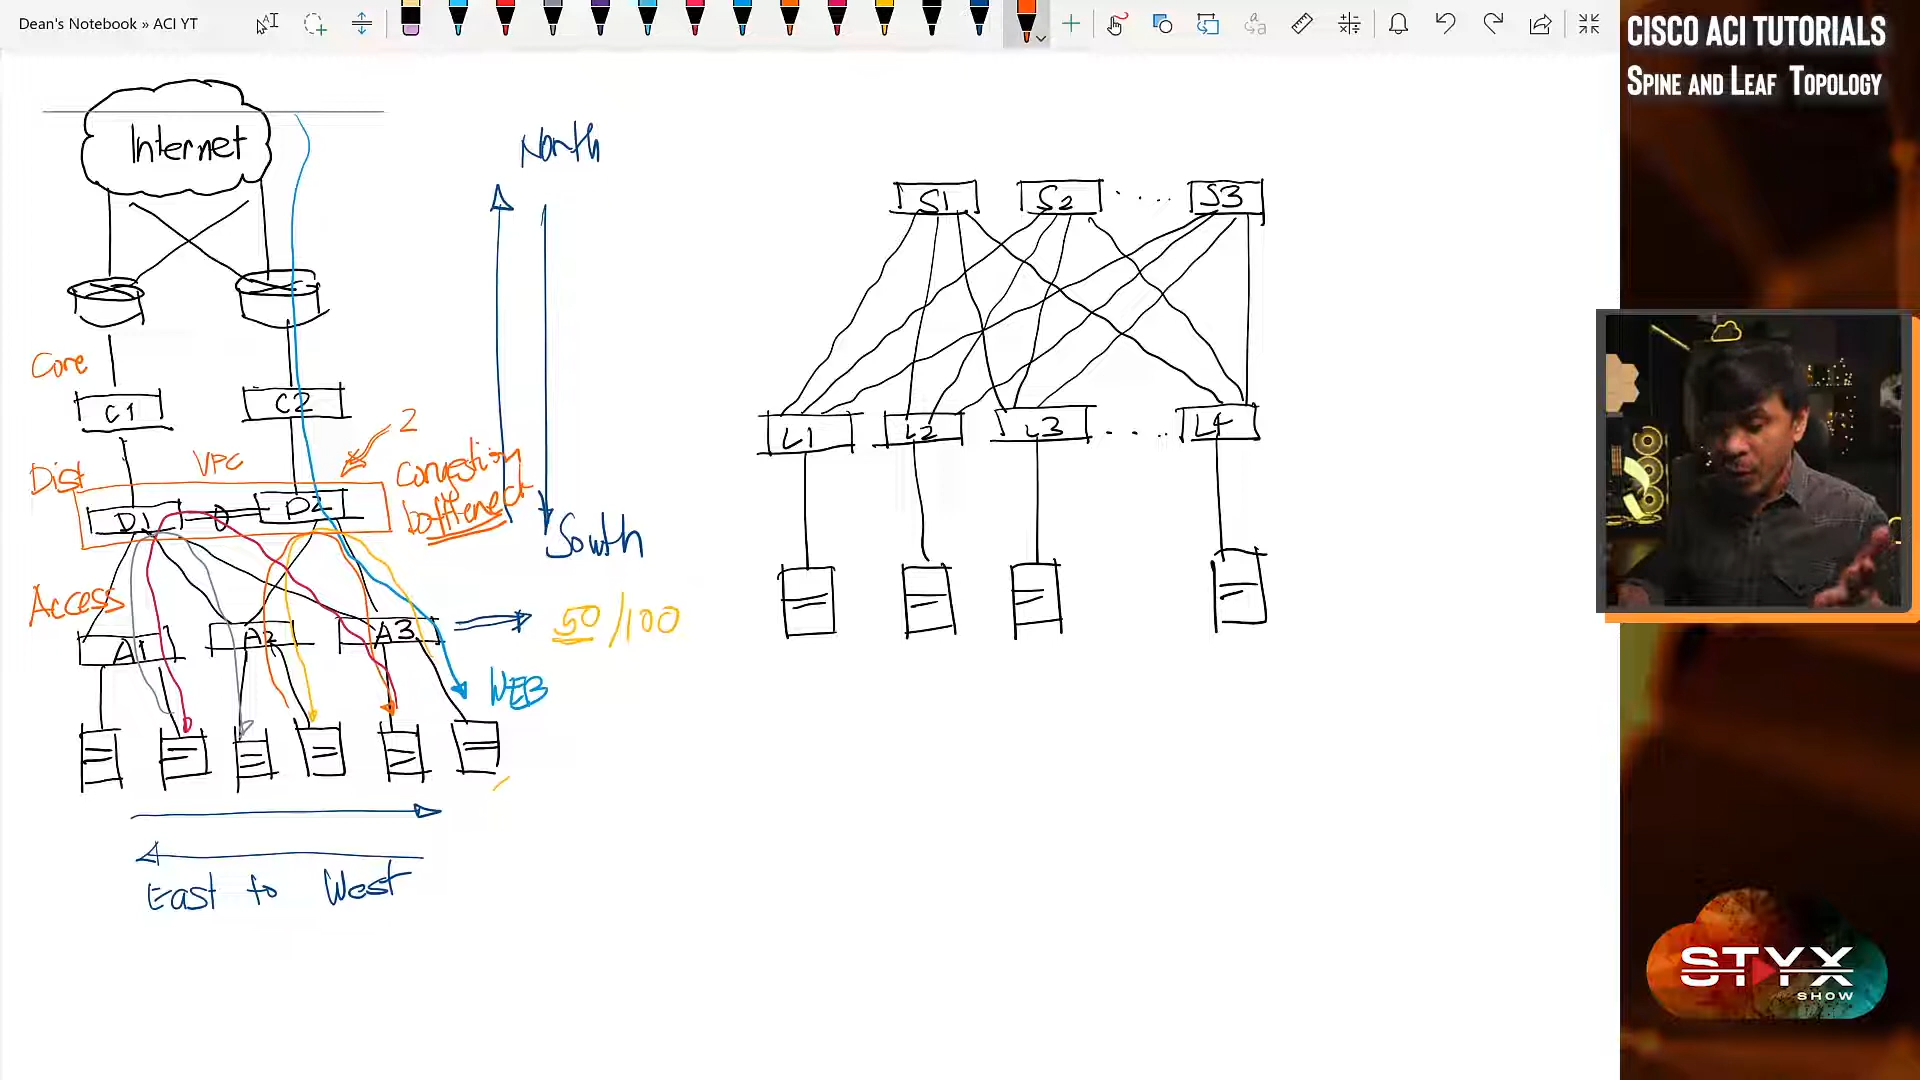 Dean's Notebook » ACI YT
CISCO ACI TUTORIALS
SPINE AND LEAF TOPOLOGY
Internet
North
S1 S2 ..... S3
Core
C1 C2
2
Dist VPC Congestion
bottleneck
D1 D2
L1 L2 L3 ..... L4
South
Access
A1 A2 A3
50/100
WEB
East to West
STYX
SHOW